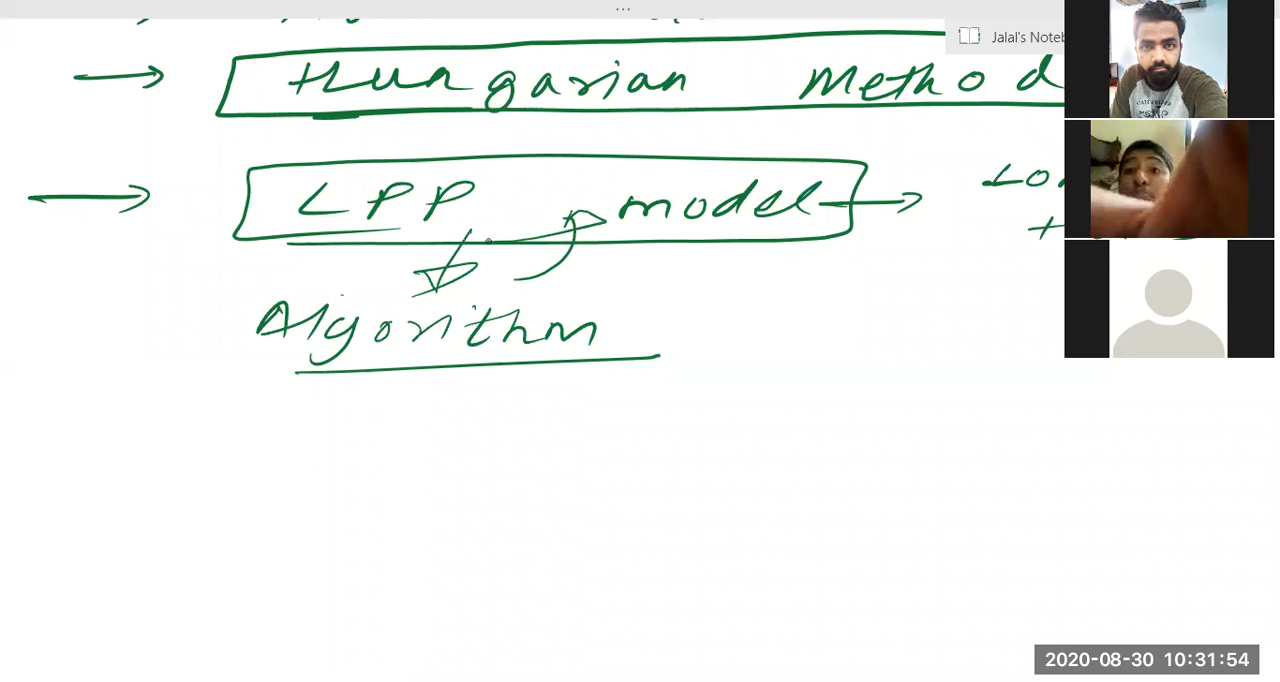 Jalal's Noteb
Hungarian Method
LPP model
Algorithm
2020-08-30 10:31:54